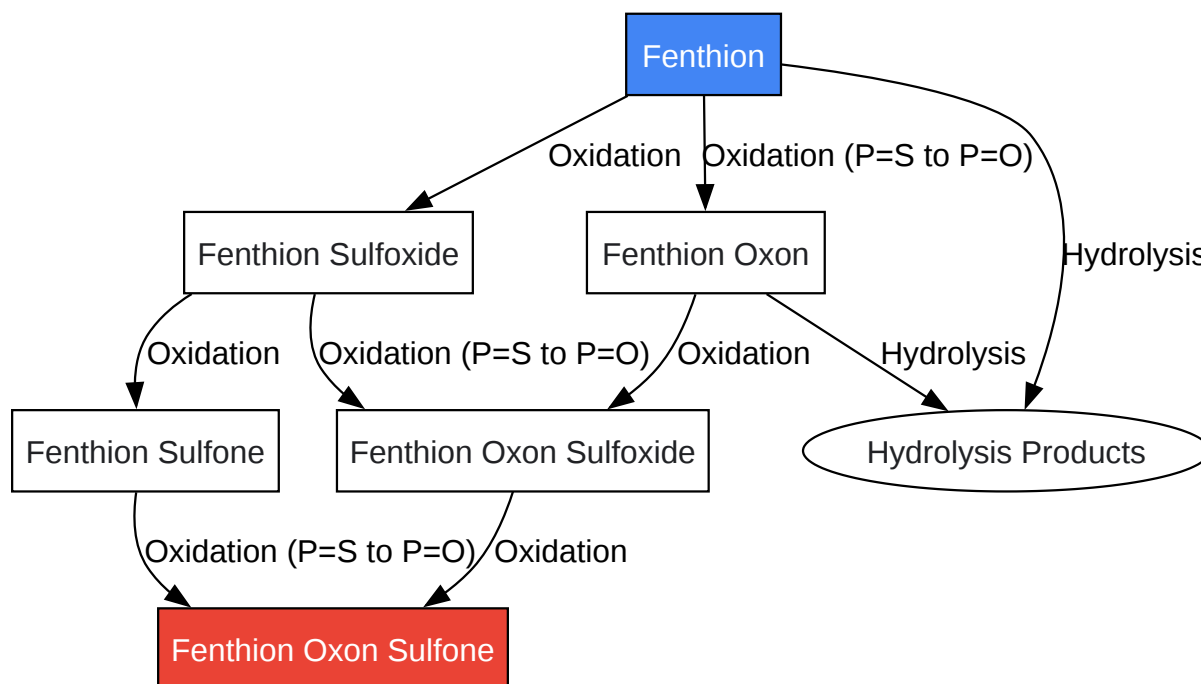 Fenthion
Oxidation
Oxidation (P=S to P=O)
Fenthion Sulfoxide
Fenthion Oxon
Hydrolysis
Oxidation
Oxidation (P=S to P=O)
Oxidation
Hydrolysis
Fenthion Sulfone
Fenthion Oxon Sulfoxide
Hydrolysis Products
Oxidation (P=S to P=O)
Oxidation
Fenthion Oxon Sulfone